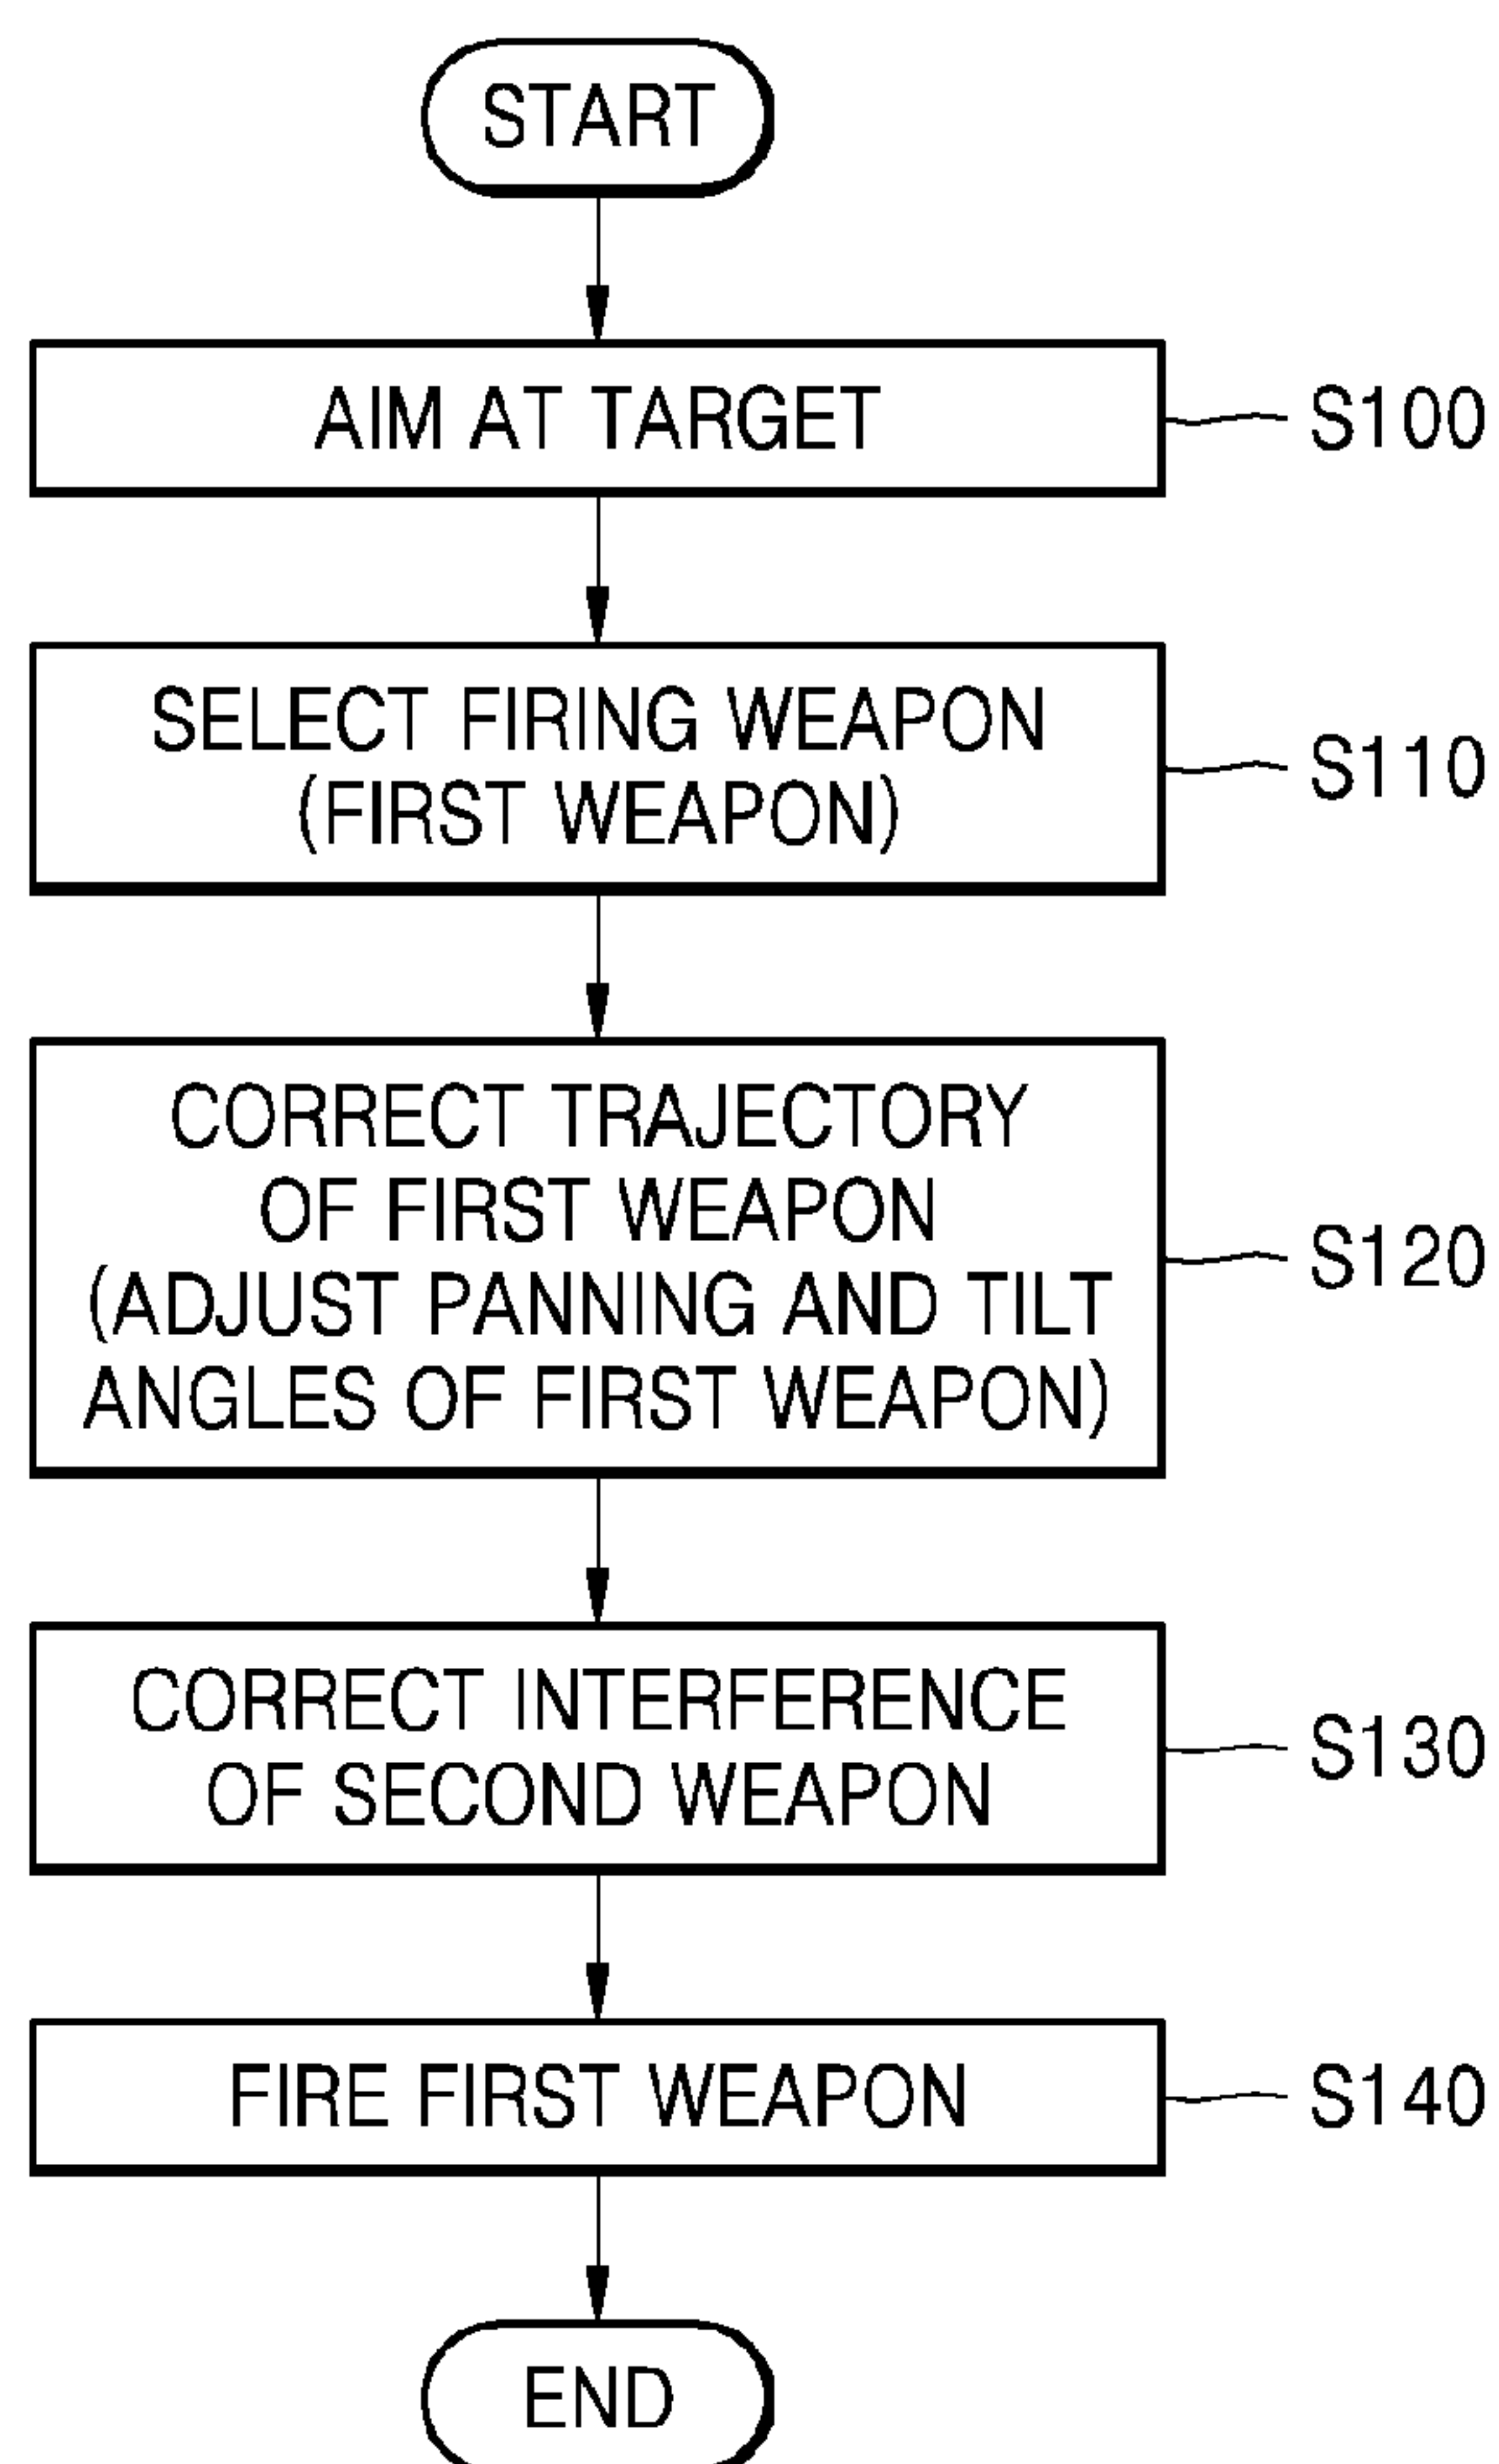 START
AIM AT TARGET
S100
SELECT FIRING WEAPON
(FIRST WEAPON)
S110
CORRECT TRAJECTORY
OF FIRST WEAPON
(ADJUST PANNING AND TILT
ANGLES OF FIRST WEAPON)
S120
CORRECT INTERFERENCE
OF SECOND WEAPON
S130
FIRE FIRST WEAPON
S140
END